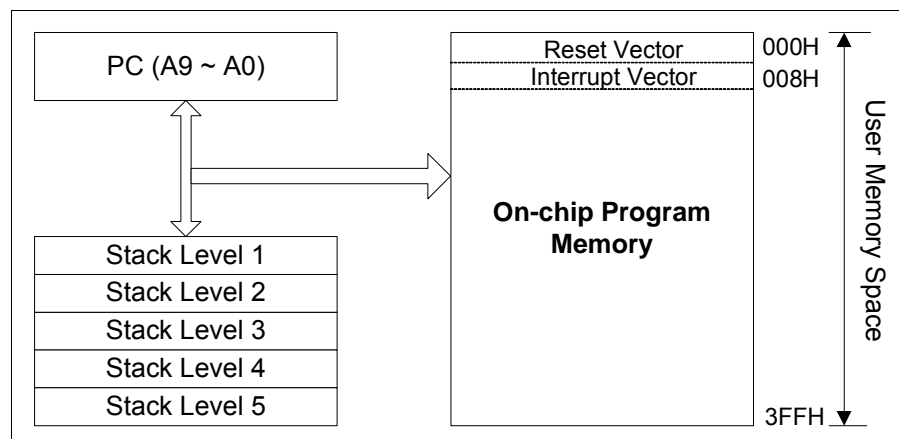 PC (A9 ~ A0)
Stack Level 1
Stack Level 2
Stack Level 3
Stack Level 4
Stack Level 5
Reset Vector
000H
Interrupt Vector
008H
On-chip Program
Memory
3FFH
User Memory Space